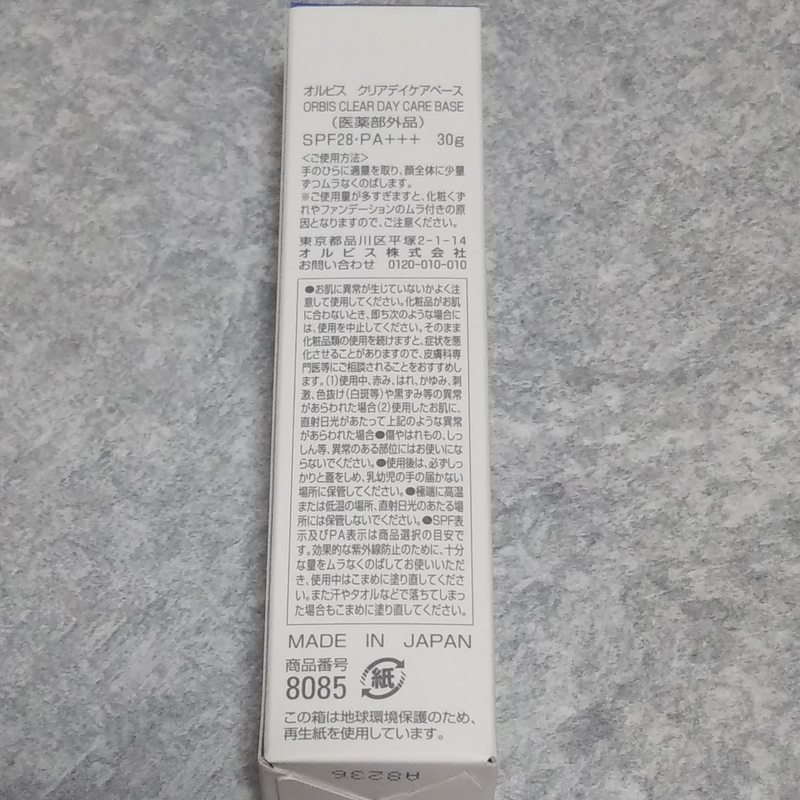 オルビス　クリアデイケアベース
ORBIS CLEAR DAY CARE BASE
(医薬部外品)
SPF28・PA+++　30g
<ご使用方法>
手のひらに適量を取り、顔全体に少量
ずつムラなくのばします。
※ご使用量が多すぎますと、化粧くず
れやファンデーションのムラ付きの原
因となりますので、ご注意ください。
東京都品川区平塚2-1-14
オルビス株式会社
お問い合わせ　0120-010-010
●お肌に異常が生じていないかよく注
意して使用してください。化粧品がお肌
に合わないとき、即ち次のような場合に
は、使用を中止してください。そのまま
化粧品類の使用を続けますと、症状を悪
化させることがありますので、皮膚科専
門医等にご相談されることをおすすめし
ます。(1)使用中、赤み、はれ、かゆみ、刺
激、色抜け(白斑等)や黒ずみ等の異常
があらわれた場合(2)使用したお肌に、
直射日光があたって上記のような異常
があらわれた場合●傷やはれもの、しっ
しん等、異常のある部位にはお使いにな
らないでください。●使用後は、必ずしっ
かりと蓋をしめ、乳幼児の手の届かない
場所に保管してください。●極端に高温
または低温の場所、直射日光のあたる場
所には保管しないでください。●SPF表
示及びPA表示は商品選択の目安で
す。効果的な紫外線防止のために、十分
な量をムラなくのばしてお使いいただ
き、使用中はこまめに塗り直してくださ
い。また汗やタオルなどで落ちてしまっ
た場合もこまめに塗り直してください。
MADE IN JAPAN
商品番号
8085
紙
この箱は地球環境保護のため、
再生紙を使用しています。
A8236